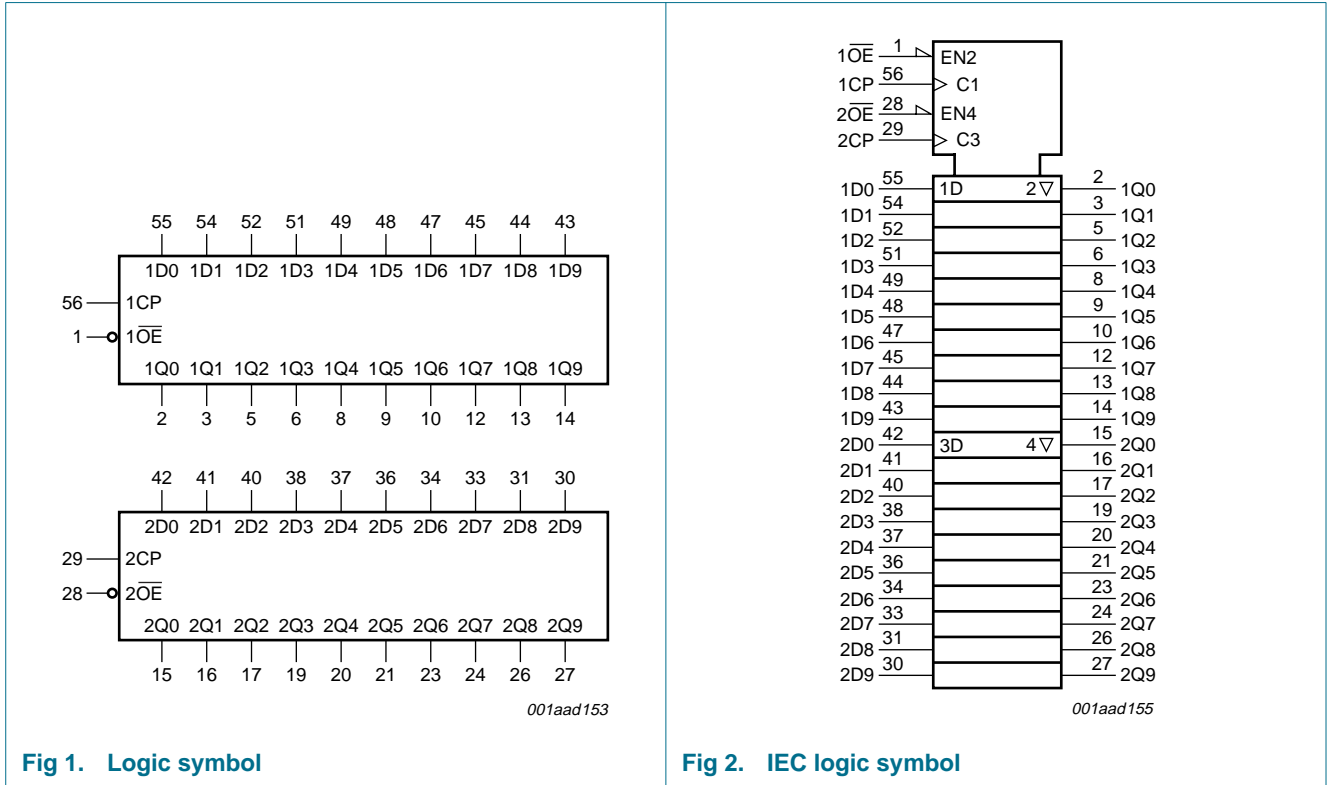 55 54 52 51 49 48 47 45 44 43
1D0 1D1 1D2 1D3 1D4 1D5 1D6 1D7 1D8 1D9
56 1CP
1 1O̅E̅
1Q0 1Q1 1Q2 1Q3 1Q4 1Q5 1Q6 1Q7 1Q8 1Q9
2 3 5 6 8 9 10 12 13 14
42 41 40 38 37 36 34 33 31 30
2D0 2D1 2D2 2D3 2D4 2D5 2D6 2D7 2D8 2D9
29 2CP
28 2O̅E̅
2Q0 2Q1 2Q2 2Q3 2Q4 2Q5 2Q6 2Q7 2Q8 2Q9
15 16 17 19 20 21 23 24 26 27
001aad153
Fig 1. Logic symbol
1O̅E̅ 1 EN2
1CP 56 C1
2O̅E̅ 28 EN4
2CP 29 C3
1D0 55 1D 2▽ 2 1Q0
1D1 54 3 1Q1
1D2 52 5 1Q2
1D3 51 6 1Q3
1D4 49 8 1Q4
1D5 48 9 1Q5
1D6 47 10 1Q6
1D7 45 12 1Q7
1D8 44 13 1Q8
1D9 43 14 1Q9
2D0 42 3D 4▽ 15 2Q0
2D1 41 16 2Q1
2D2 40 17 2Q2
2D3 38 19 2Q3
2D4 37 20 2Q4
2D5 36 21 2Q5
2D6 34 23 2Q6
2D7 33 24 2Q7
2D8 31 26 2Q8
2D9 30 27 2Q9
001aad155
Fig 2. IEC logic symbol